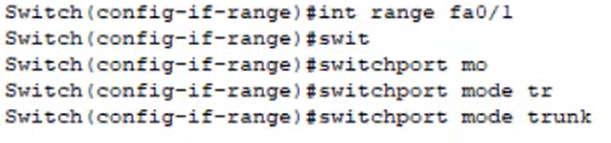 Switch(config-if-range)#int range fa0/1
Switch(config-if-range)#swit
Switch(config-if-range)#switchport mo
Switch(config-if-range)#switchport mode tr
Switch(config-if-range)#switchport mode trunk